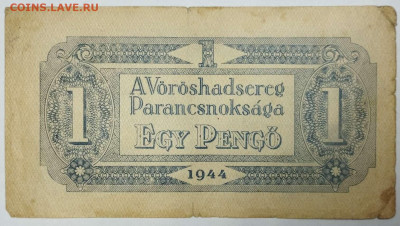 COINS.LAVE.RU
1
A Vöröshadsereg
Parancsnoksága
1 EGY PENGŐ 1
1944